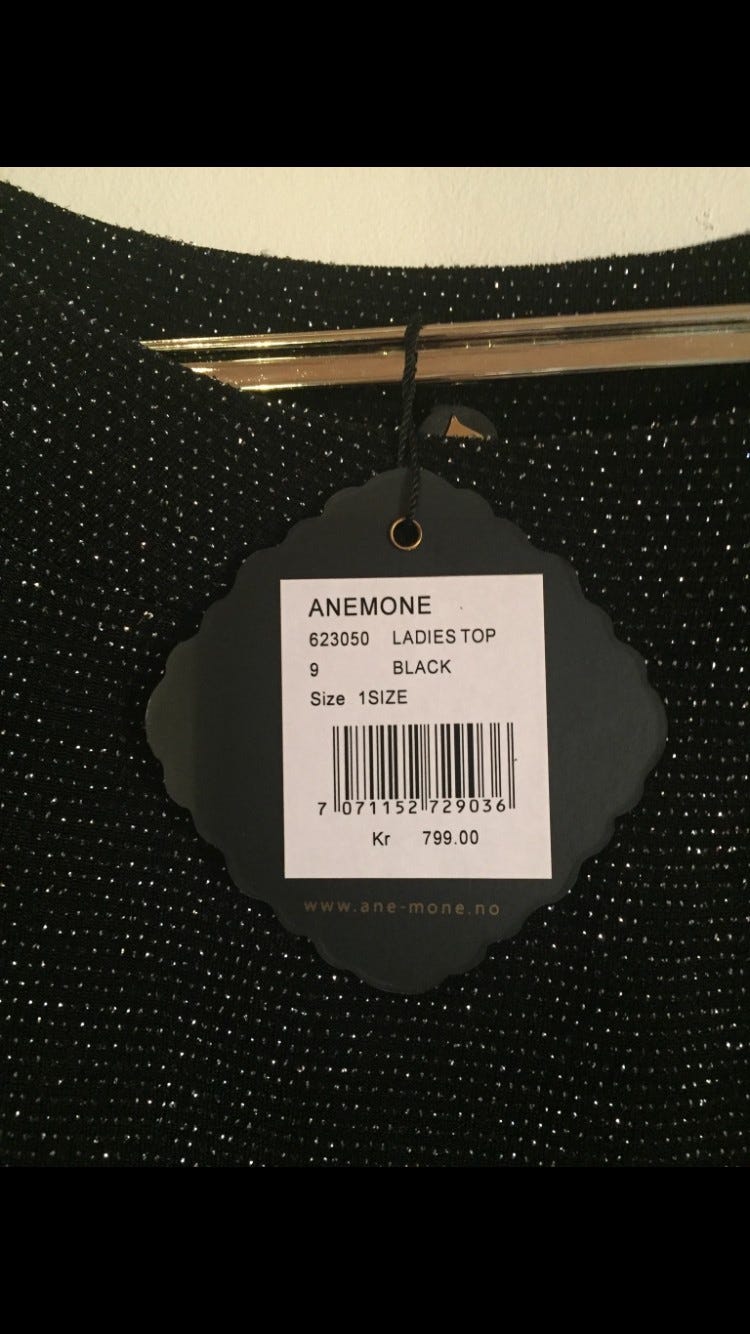 ANEMONE
623050 LADIES TOP
9 BLACK
Size 1SIZE
7 071152 729036
Kr 799.00
www.ane-mone.no